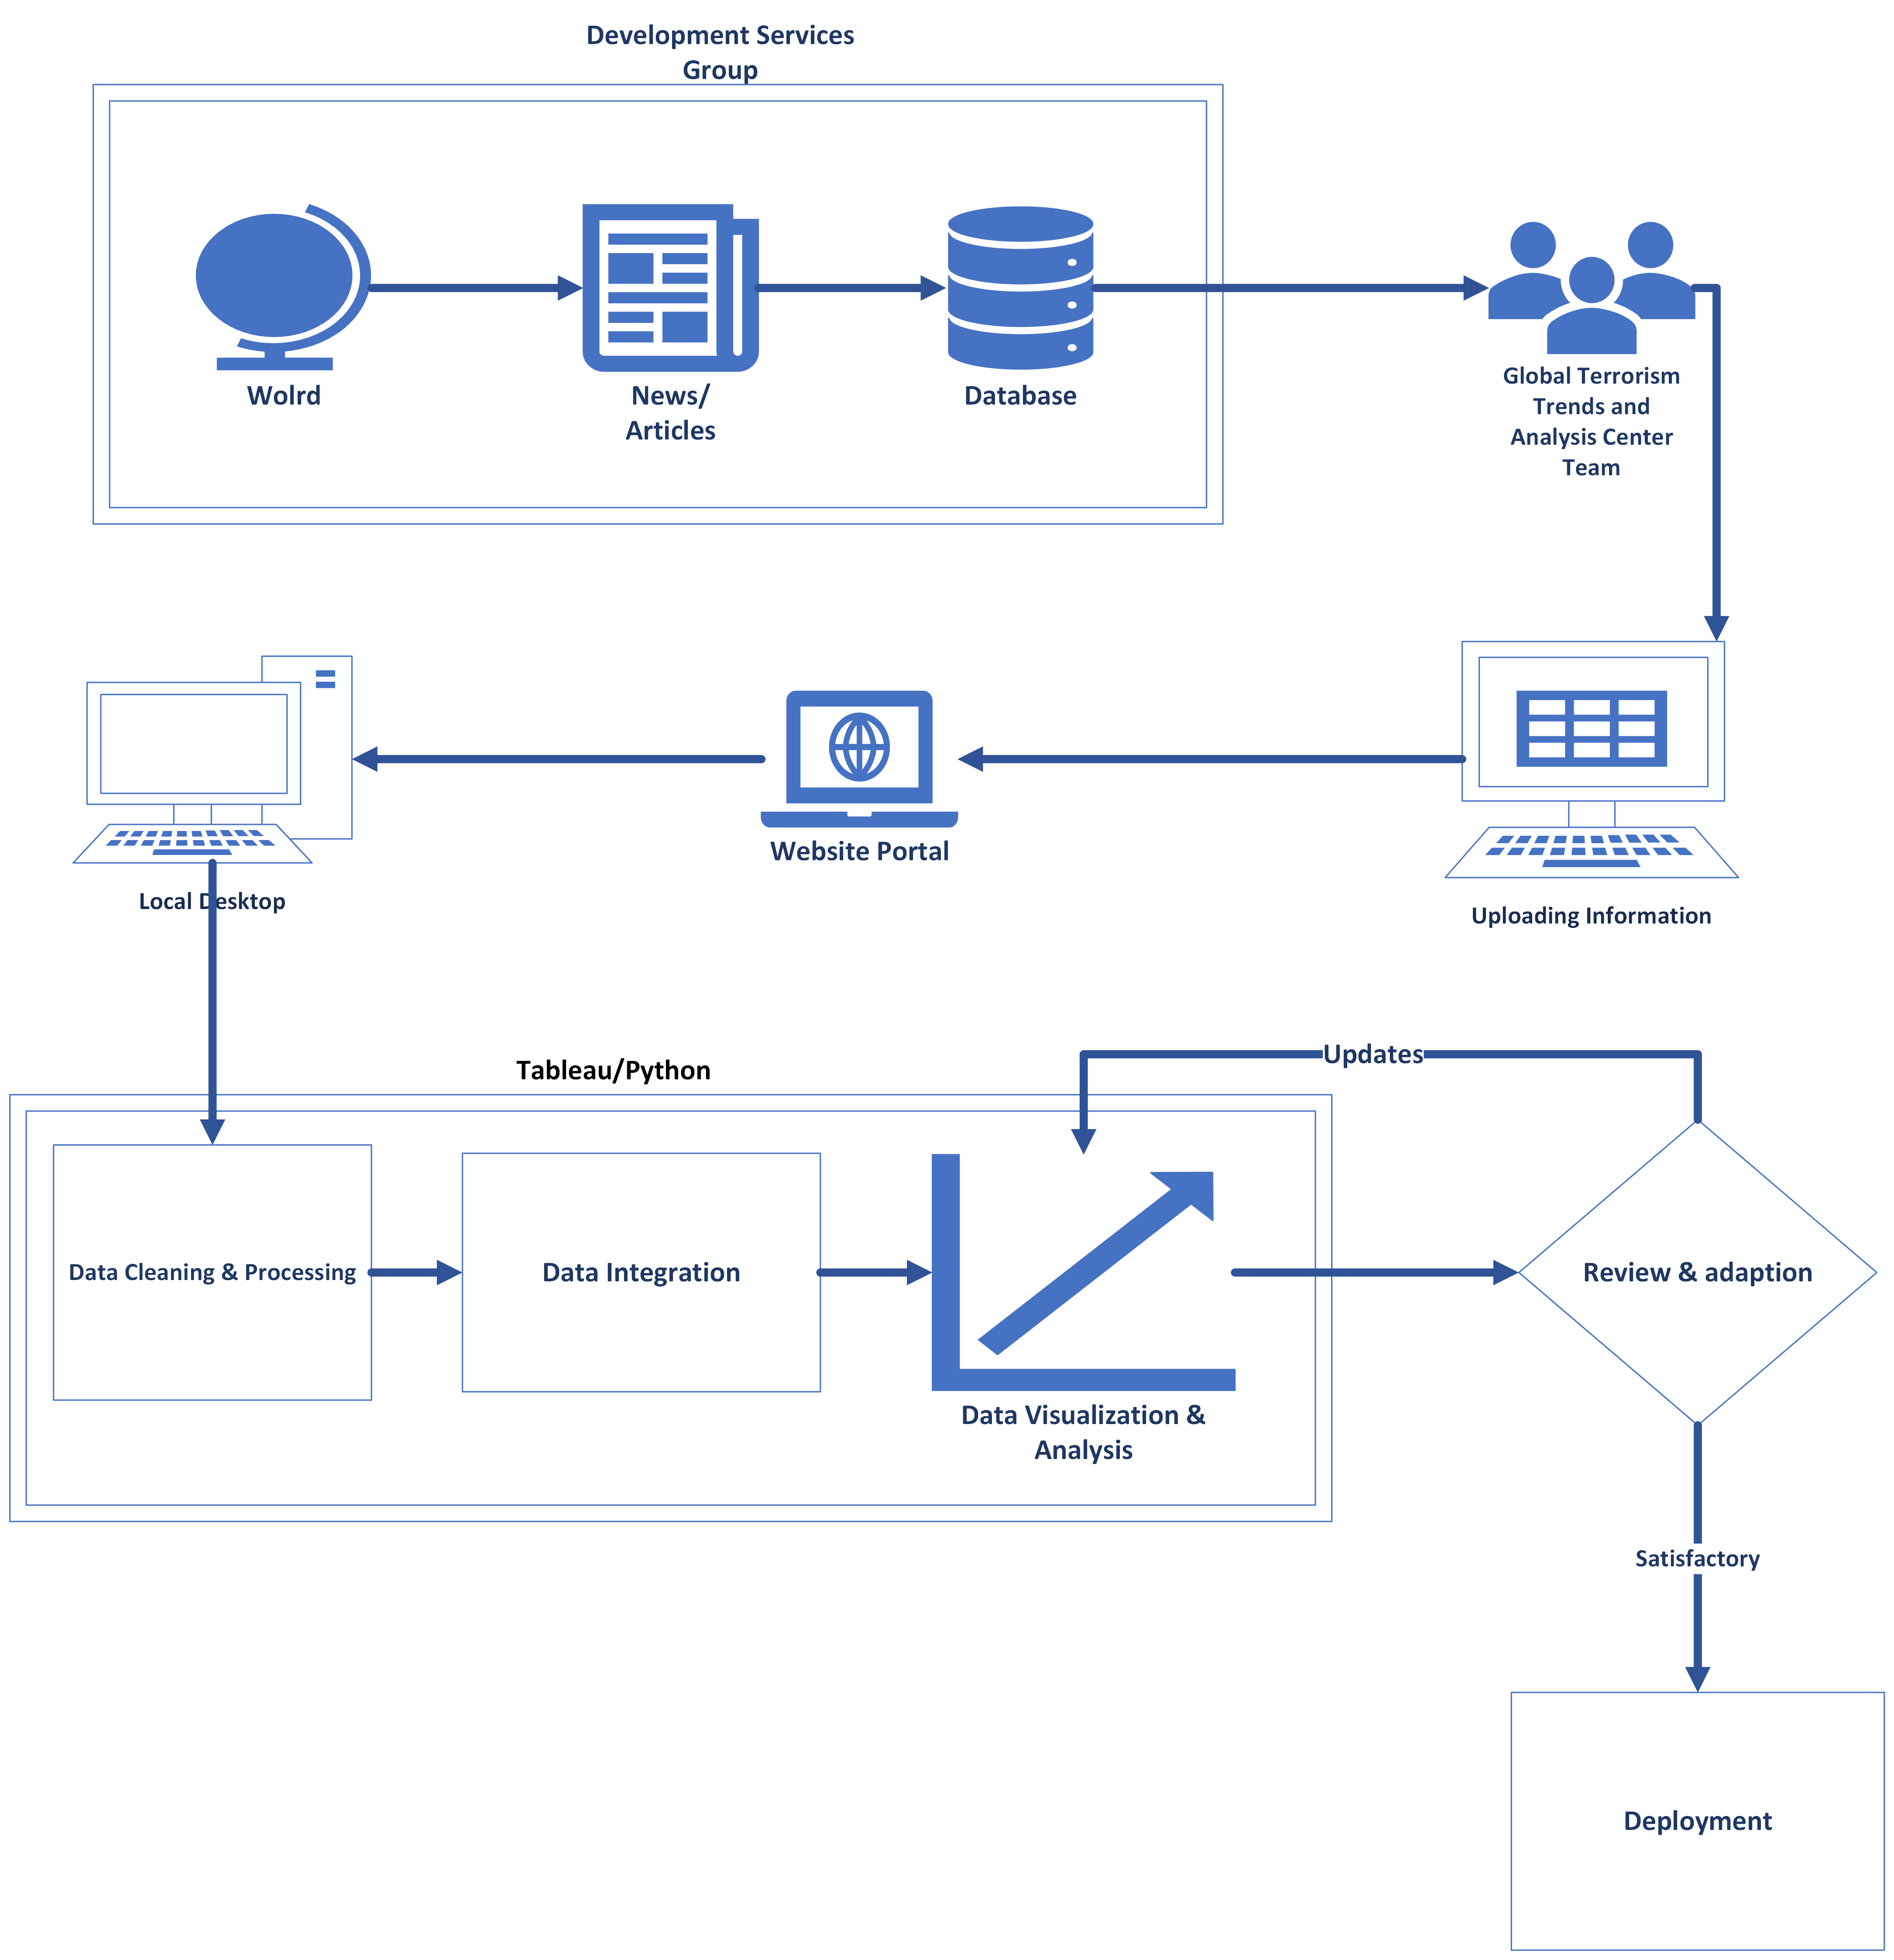 Development Services
Group
Wolrd
News/
Articles
Database
Global Terrorism
Trends and
Analysis Center
Team
Local Desktop
Website Portal
Uploading Information
Tableau/Python
Updates
Data Cleaning & Processing
Data Integration
Data Visualization &
Analysis
Review & adaption
Satisfactory
Deployment